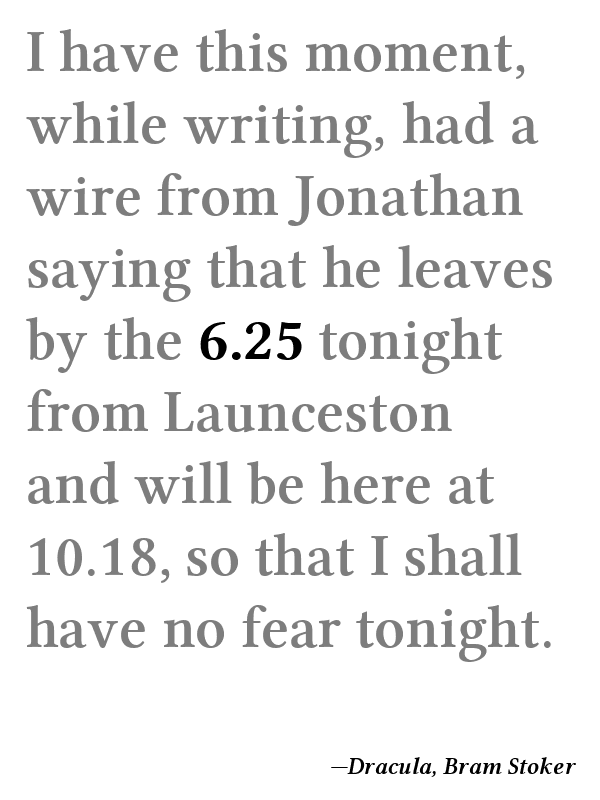 I have this moment,
while writing, had a
wire from Jonathan
saying that he leaves
by the 6.25 tonight
from Launceston
and will be here at
10.18, so that I shall
have no fear tonight.
—Dracula, Bram Stoker